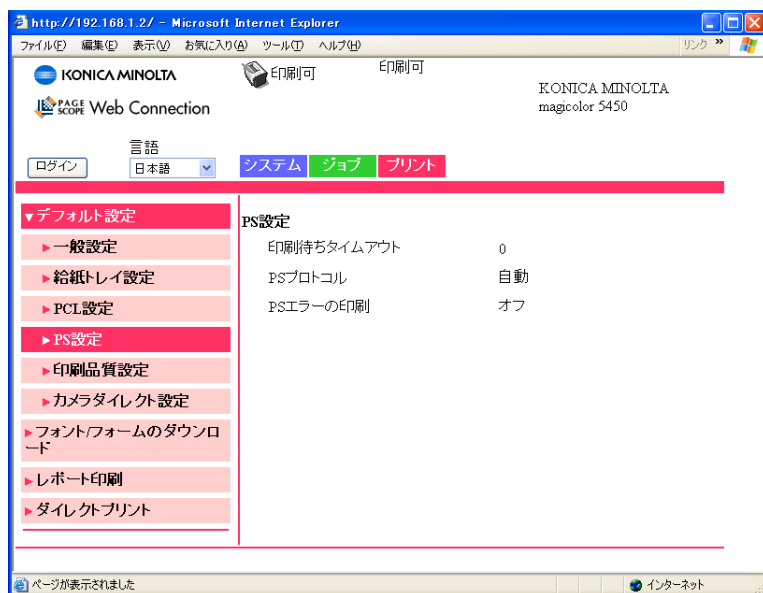 http://192.168.1.2/ - Microsoft Internet Explorer
ファイル(F) 編集(E) 表示(V) お気に入り(A) ツール(T) ヘルプ(H) リンク »
KONICA MINOLTA
印刷可 印刷可
KONICA MINOLTA
magicolor 5450
PAGE SCOPE Web Connection
言語
ログイン 日本語 システム ジョブ プリント
▼デフォルト設定
▶一般設定
▶給紙トレイ設定
▶PCL設定
▶PS設定
▶印刷品質設定
▶カメラダイレクト設定
▶フォント/フォームのダウンロ
ード
▶レポート印刷
▶ダイレクトプリント
PS設定
印刷待ちタイムアウト 0
PSプロトコル 自動
PSエラーの印刷 オフ
ページが表示されました インターネット